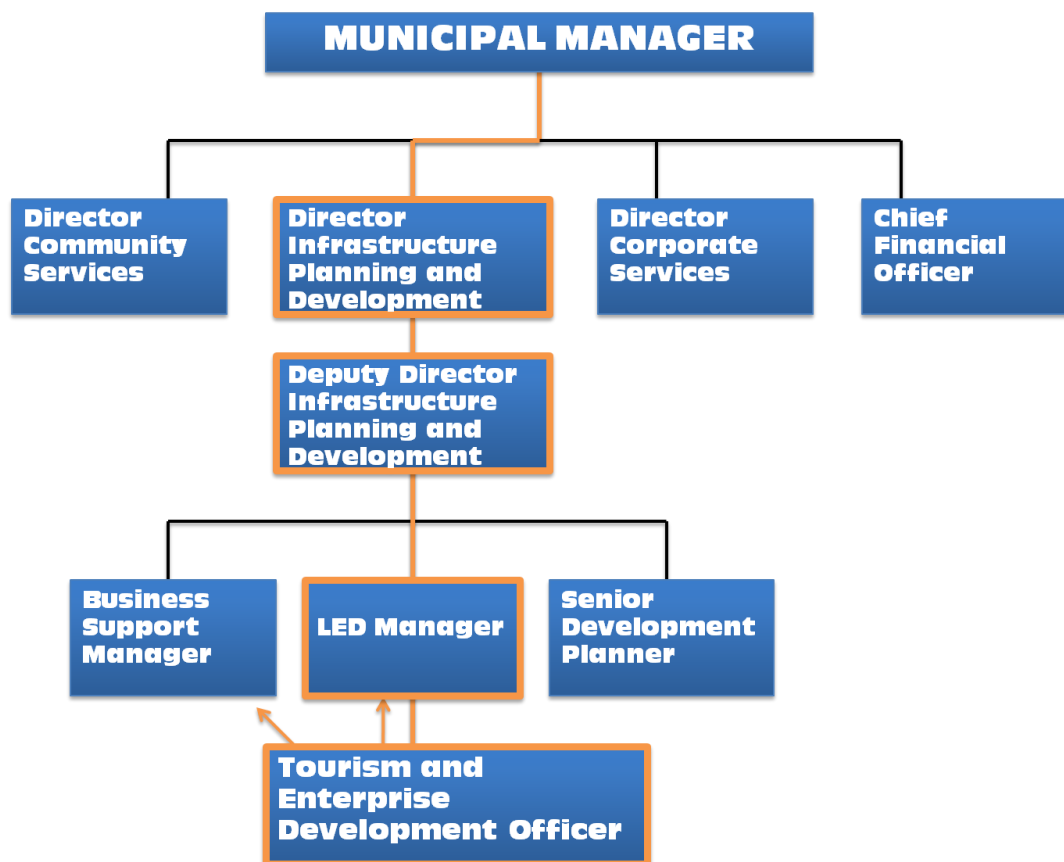 MUNICIPAL MANAGER
Director
Community
Services
Director
Infrastructure
Planning and
Development
Director
Corporate
Services
Chief
Financial
Officer
Deputy Director
Infrastructure
Planning and
Development
Business
Support
Manager
LED Manager
Senior
Development
Planner
Tourism and
Enterprise
Development Officer